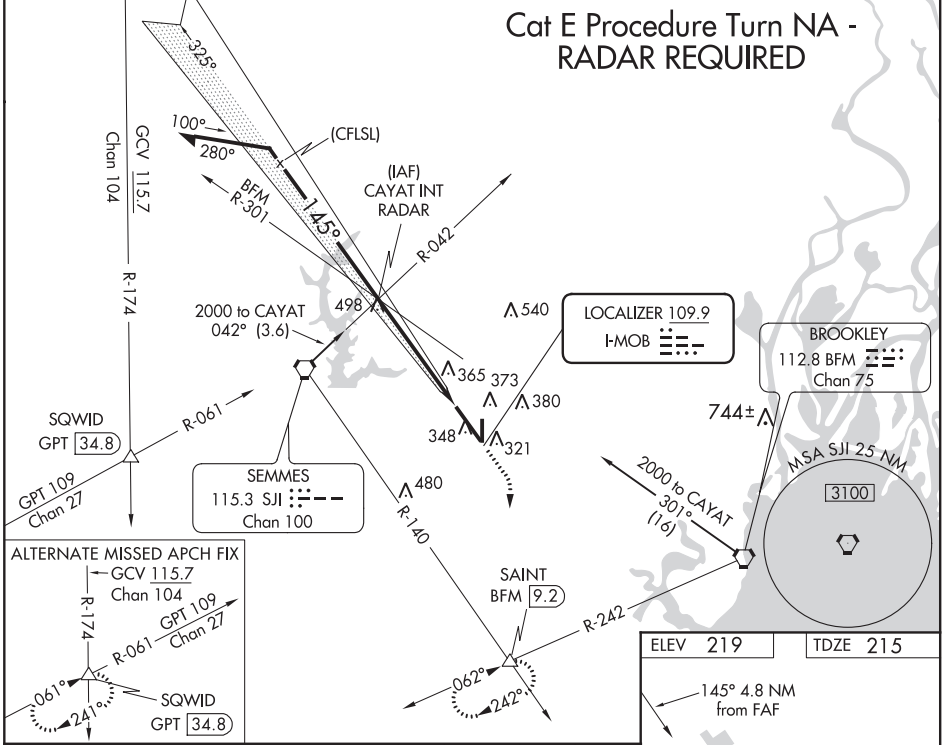 Cat E Procedure Turn NA -
RADAR REQUIRED
325°
100°
280°
(CFLSL)
GCV 115.7
Chan 104
R-174
BFM
R-301
145°
(IAF)
CAYAT INT
RADAR
R-042
498
2000 to CAYAT
042° (3.6)
540
LOCALIZER 109.9
I-MOB
BROOKLEY
112.8 BFM
Chan 75
365
373
380
348
321
744±
SQWID
GPT 34.8
R-061
GPT 109
Chan 27
SEMMES
115.3 SJI
Chan 100
480
R-140
2000 to CAYAT
301°
(16)
MSA SJI 25 NM
3100
ALTERNATE MISSED APCH FIX
GCV 115.7
Chan 104
R-174
GPT 109
R-061
Chan 27
061°
241°
SQWID
GPT 34.8
SAINT
BFM 9.2
R-242
062°
242°
ELEV 219
TDZE 215
145° 4.8 NM
from FAF